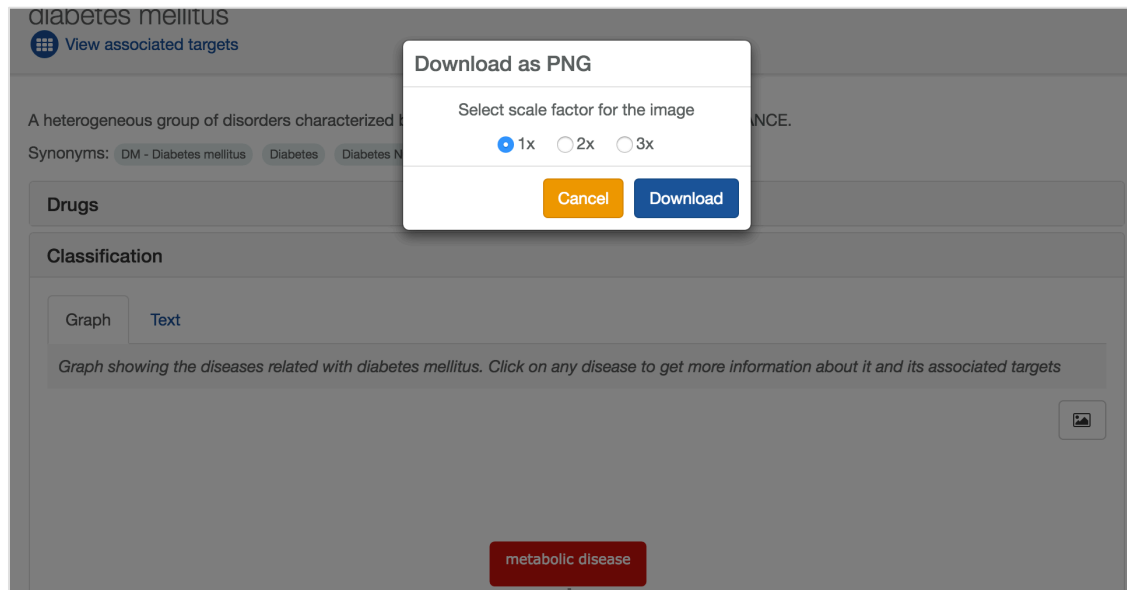 diabetes mellitus
View associated targets
Download as PNG
Select scale factor for the image
1x 2x 3x
Cancel Download
A heterogeneous group of disorders characterized
Synonyms: DM - Diabetes mellitus Diabetes Diabetes
Drugs
Classification
Graph Text
Graph showing the diseases related with diabetes mellitus. Click on any disease to get more information about it and its associated targets
metabolic disease